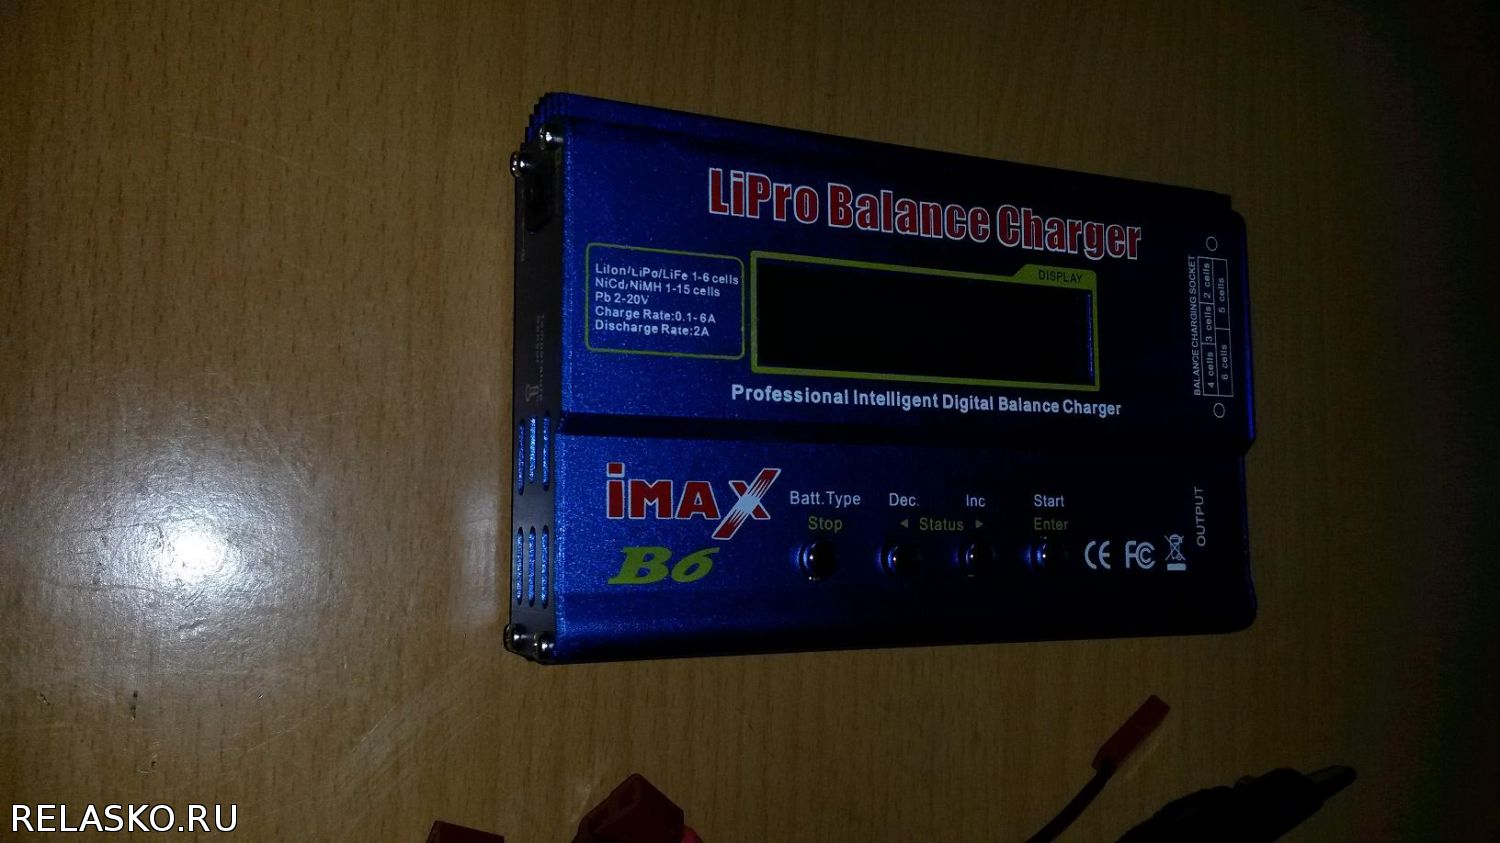 LiPro Balance Charger
LiIon/LiPo/LiFe 1-6 cells
NiCd/NiMH 1-15 cells
Pb 2-20V
Charge Rate:0.1-6A
Discharge Rate:2A
DISPLAY
Professional Intelligent Digital Balance Charger
BALANCE CHARGING SOCKET
4 cells 3 cells 2 cells
6 cells 5 cells
iMAX
B6
Batt.Type Dec. Inc Start
Stop ◄ Status ► Enter
CE FC
OUTPUT
RELASKO.RU